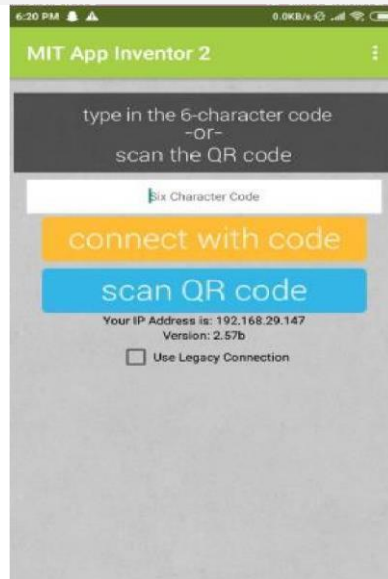 6:20 PM 0.0KB/s
MIT App Inventor 2
type in the 6-character code
-or-
scan the QR code
Six Character Code
connect with code
scan QR code
Your IP Address is: 192.168.29.147
Version: 2.57b
Use Legacy Connection